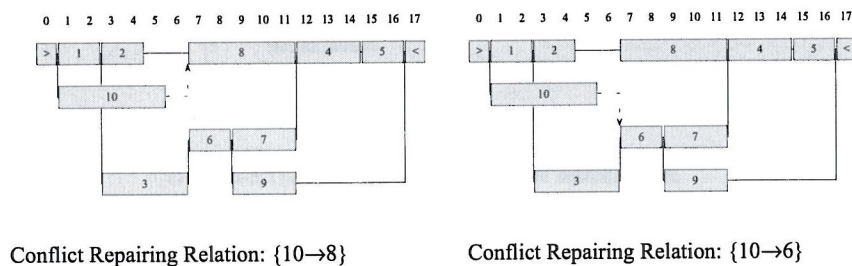 0 1 2 3 4 5 6 7 8 9 10 11 12 13 14 15 16 17
> 1 2 8 4 5 <
10
6 7
3 9
Conflict Repairing Relation: {10→8}
0 1 2 3 4 5 6 7 8 9 10 11 12 13 14 15 16 17
> 1 2 8 4 5 <
10
6 7
3 9
Conflict Repairing Relation: {10→6}